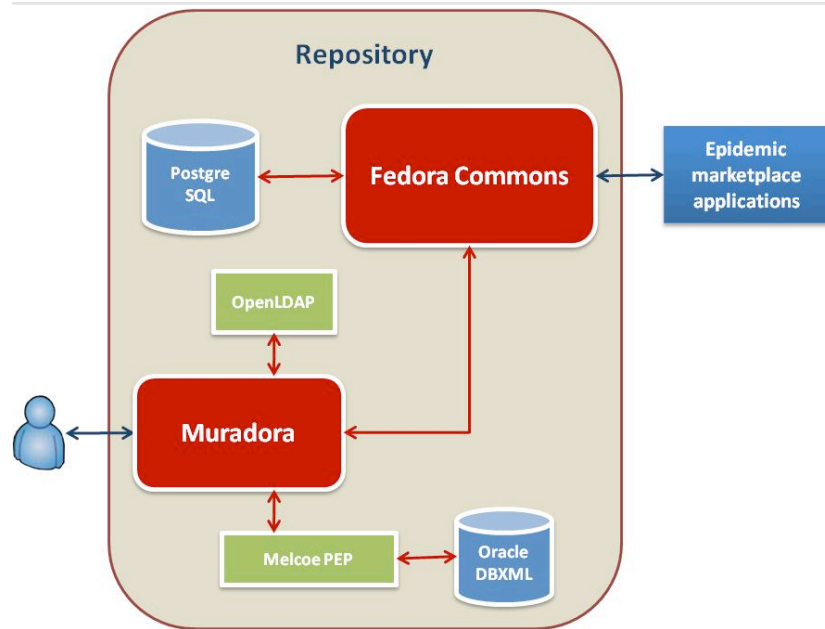 Repository
Postgre
SQL
Fedora Commons
Epidemic
marketplace
applications
OpenLDAP
Muradora
Melcoe PEP
Oracle
DBXML